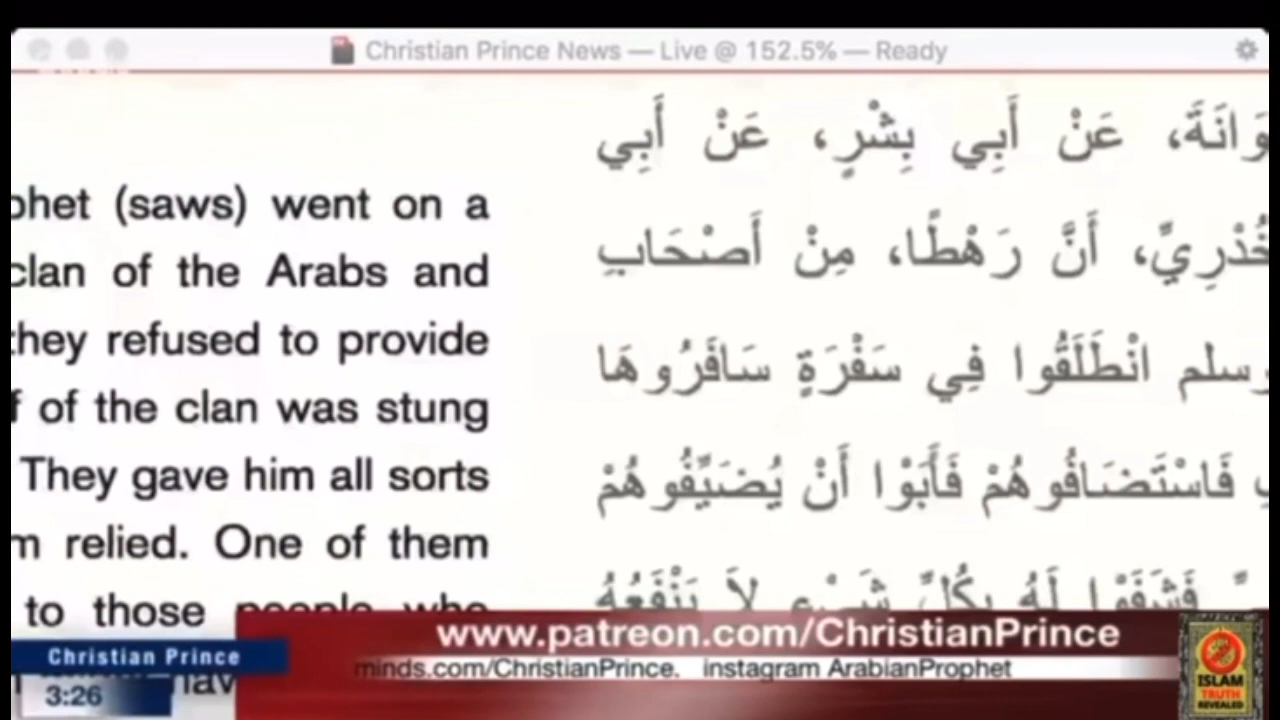 Christian Prince News — Live @ 152.5% — Ready
phet (saws) went on a
clan of the Arabs and
they refused to provide
f of the clan was stung
They gave him all sorts
m relied. One of them
to those people who
وَانَةَ، عَنْ أَبِي بِشْرٍ، عَنْ أَبِي
خُدْرِيِّ، أَنَّ رَهْطًا، مِنْ أَصْحَابِ
وسلم انْطَلَقُوا فِي سَفْرَةٍ سَافَرُوهَا
فَاسْتَضَافُوهُمْ فَأَبَوْا أَنْ يُضَيِّفُوهُمْ
فَشَفَوْا لَهُ بِكُلِّ شَىْءٍ لاَ يَنْفَعُهُ
www.patreon.com/ChristianPrince
Christian Prince
minds.com/ChristianPrince. instagram ArabianProphet
3:26
ISLAM
TRUTH
REVEALED